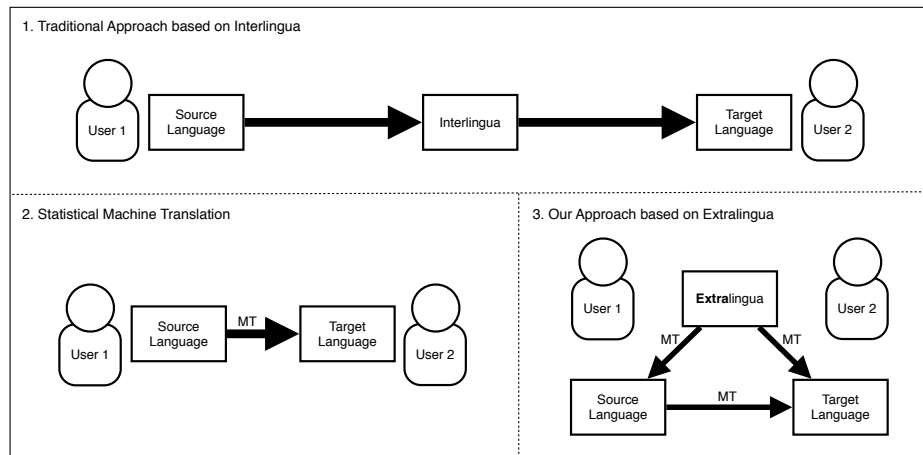 1. Traditional Approach based on Interlingua
User 1
Source
Language
Interlingua
Target
Language
User 2
2. Statistical Machine Translation
User 1
Source
Language
MT
Target
Language
User 2
3. Our Approach based on Extralingua
User 1
Extralingua
User 2
MT
MT
Source
Language
MT
Target
Language